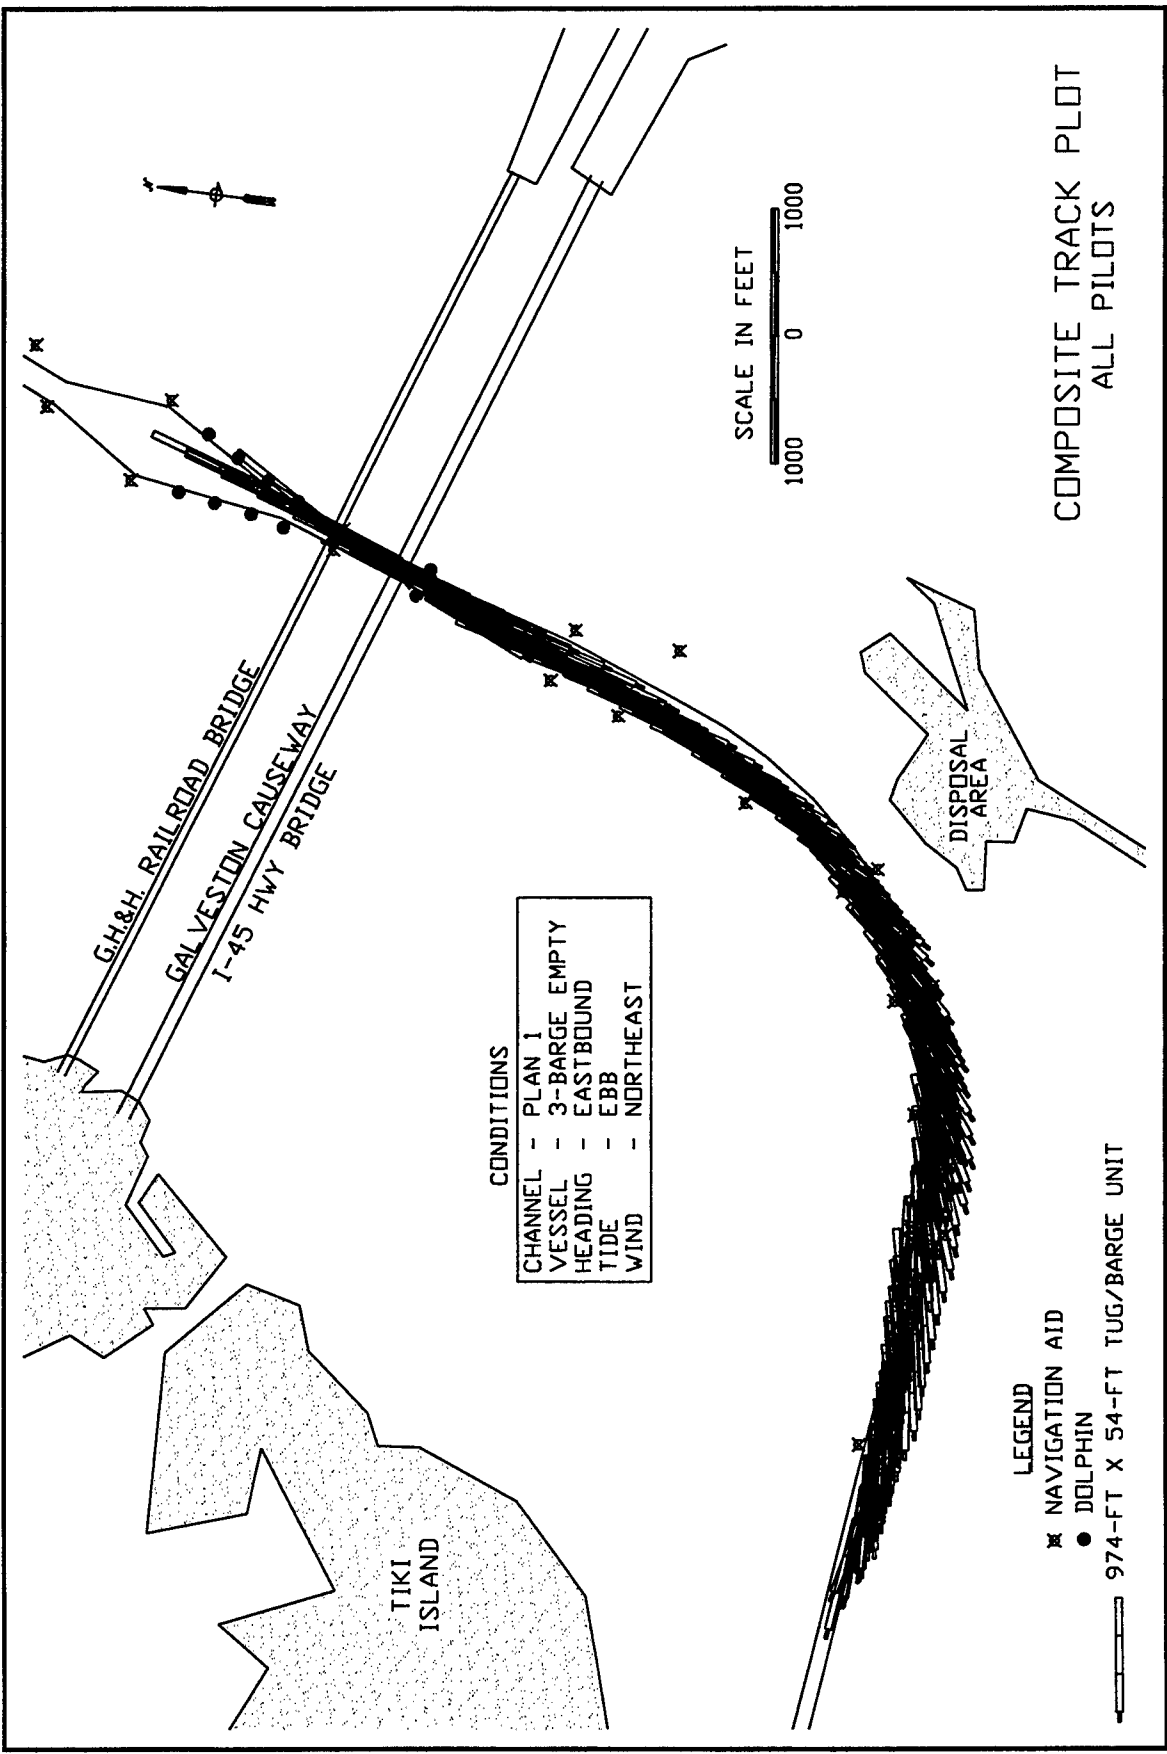 N
G.H.&H. RAILROAD BRIDGE
GALVESTON CAUSEWAY
I-45 HWY BRIDGE
TIKI
ISLAND
CONDITIONS
CHANNEL - PLAN 1
VESSEL - 3-BARGE EMPTY
HEADING - EASTBOUND
TIDE - EBB
WIND - NORTHEAST
SCALE IN FEET
1000 0 1000
DISPOSAL
AREA
LEGEND
NAVIGATION AID
DOLPHIN
974-FT X 54-FT TUG/BARGE UNIT
COMPOSITE TRACK PLOT
ALL PILOTS